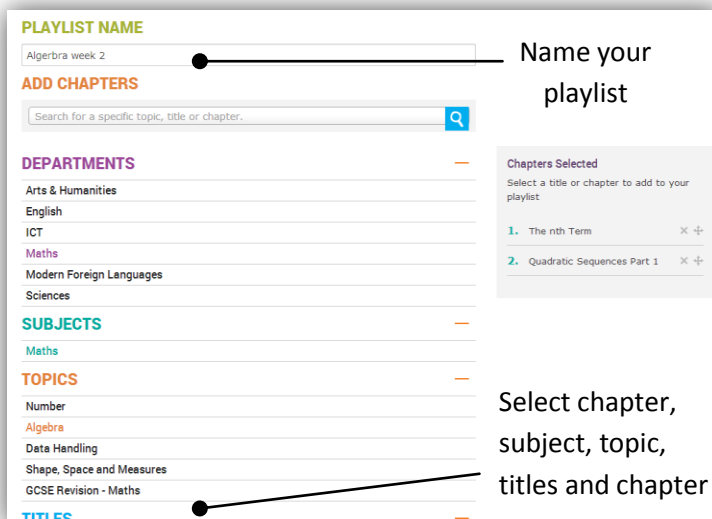 PLAYLIST NAME
Algerbra week 2
Name your
playlist
ADD CHAPTERS
Search for a specific topic, title or chapter.
DEPARTMENTS
Arts & Humanities
English
ICT
Maths
Modern Foreign Languages
Sciences
Chapters Selected
Select a title or chapter to add to your
playlist
1. The nth Term
2. Quadratic Sequences Part 1
SUBJECTS
Maths
TOPICS
Number
Algebra
Data Handling
Shape, Space and Measures
GCSE Revision - Maths
Select chapter,
subject, topic,
titles and chapter
TITLES